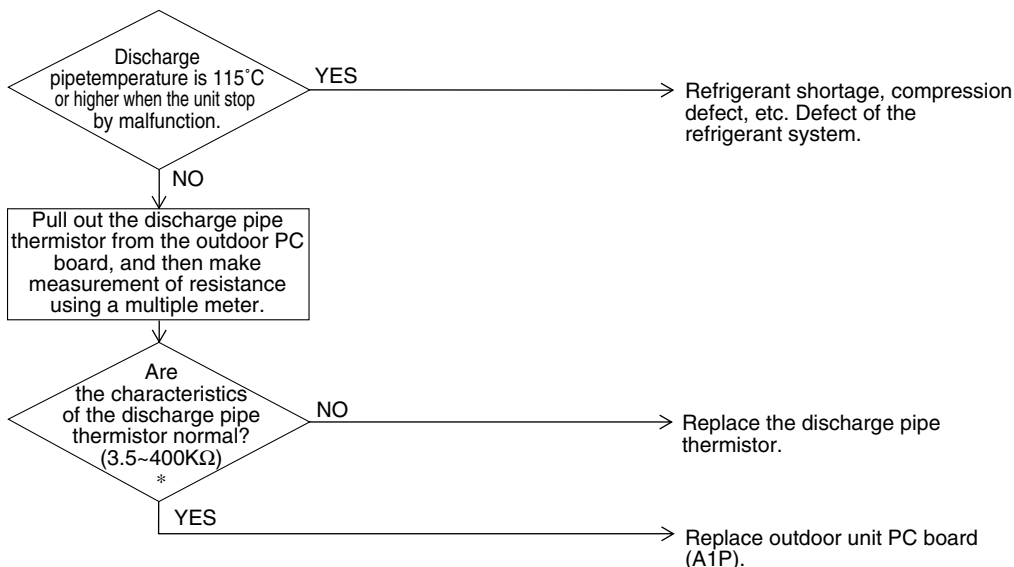 Discharge
pipetemperature is 115˚C
or higher when the unit stop
by malfunction.
YES
Refrigerant shortage, compression
defect, etc. Defect of the
refrigerant system.
NO
Pull out the discharge pipe
thermistor from the outdoor PC
board, and then make
measurement of resistance
using a multiple meter.
Are
the characteristics
of the discharge pipe
thermistor normal?
(3.5~400KΩ)
*
NO
Replace the discharge pipe
thermistor.
YES
Replace outdoor unit PC board
(A1P).